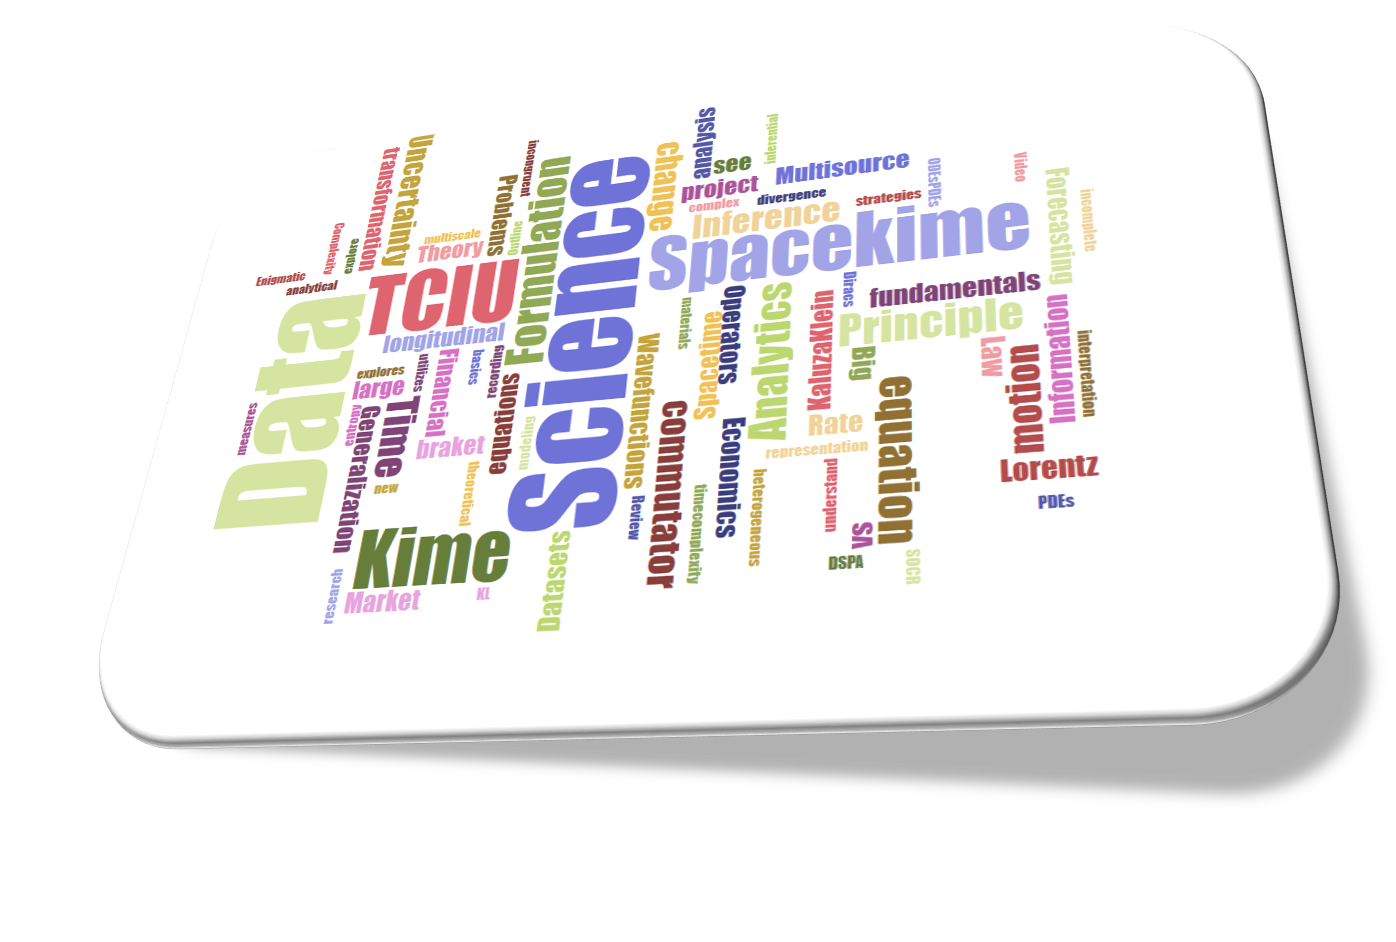 Uncertainty
transformation
Complexity
explore
Enigmatic
analytical
Data
measures
TCIU
multiscale
Theory
longitudinal
Problems
incongruent
Outline
Formulation
Science
change
analysis
see
inferential
project
complex
Multisource
divergence
strategies
ODEsPDEs
Inference
Spacekime
Video
Forecasting
incomplete
explores
large
utilizes
Financial
basics
recording
equations
entropy
Generalization
Time
braket
new
theoretical
modeling
Kime
Market
KL
research
Datasets
Wavefunctions
Review
commutator
materials
spacetime
Operators
Analytics
Economics
timecomplexity
heterogeneous
KaluzaKlein
Diracs
fundamentals
Principle
Big
Rate
representation
understand
vs
DSPA
equation
SOCR
Law
motion
Information
interpretation
Lorentz
PDEs